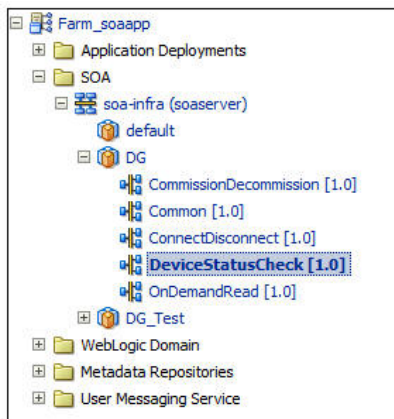 Farm_soaapp
Application Deployments
SOA
soa-infra (soaserver)
default
DG
CommissionDecommission [1.0]
Common [1.0]
ConnectDisconnect [1.0]
DeviceStatusCheck [1.0]
OnDemandRead [1.0]
DG_Test
WebLogic Domain
Metadata Repositories
User Messaging Service